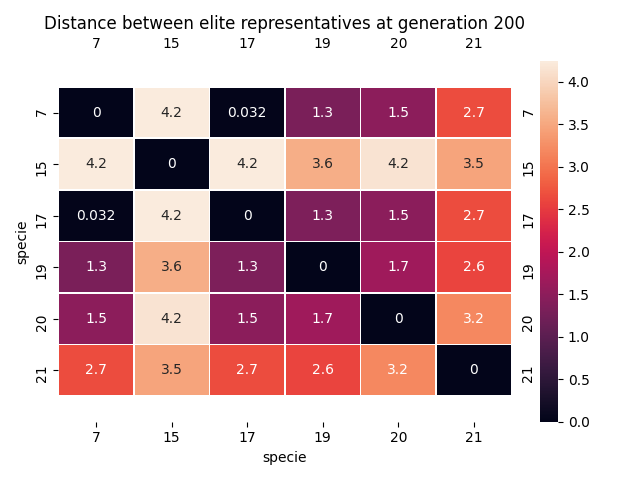 Distance between elite representatives at generation 200
7 15 17 19 20 21
7 0 4.2 0.032 1.3 1.5 2.7 7
15 4.2 0 4.2 3.6 4.2 3.5 15
17 0.032 4.2 0 1.3 1.5 2.7 17
19 1.3 3.6 1.3 0 1.7 2.6 19
20 1.5 4.2 1.5 1.7 0 3.2 20
21 2.7 3.5 2.7 2.6 3.2 0 21
specie
7 15 17 19 20 21
specie
4.0
3.5
3.0
2.5
2.0
1.5
1.0
0.5
0.0